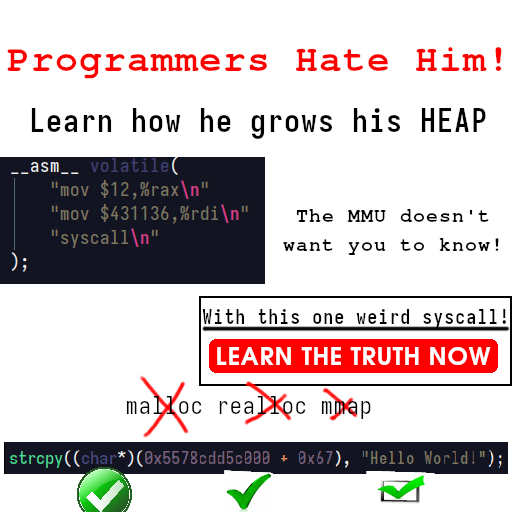 Programmers Hate Him!
Learn how he grows his HEAP
__asm__ volatile(
"mov $12,%rax\n"
"mov $431136,%rdi\n"
"syscall\n"
);
The MMU doesn't
want you to know!
With this one weird syscall!
LEARN THE TRUTH NOW
malloc realloc mmap
strcpy((char*)(0x5578cdd5c000 + 0x67), "Hello World!");